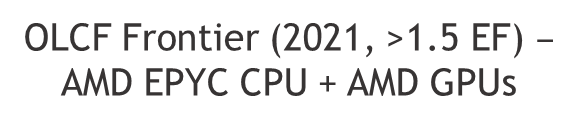 OLCF Frontier (2021, >1.5 EF) –
AMD EPYC CPU + AMD GPUs